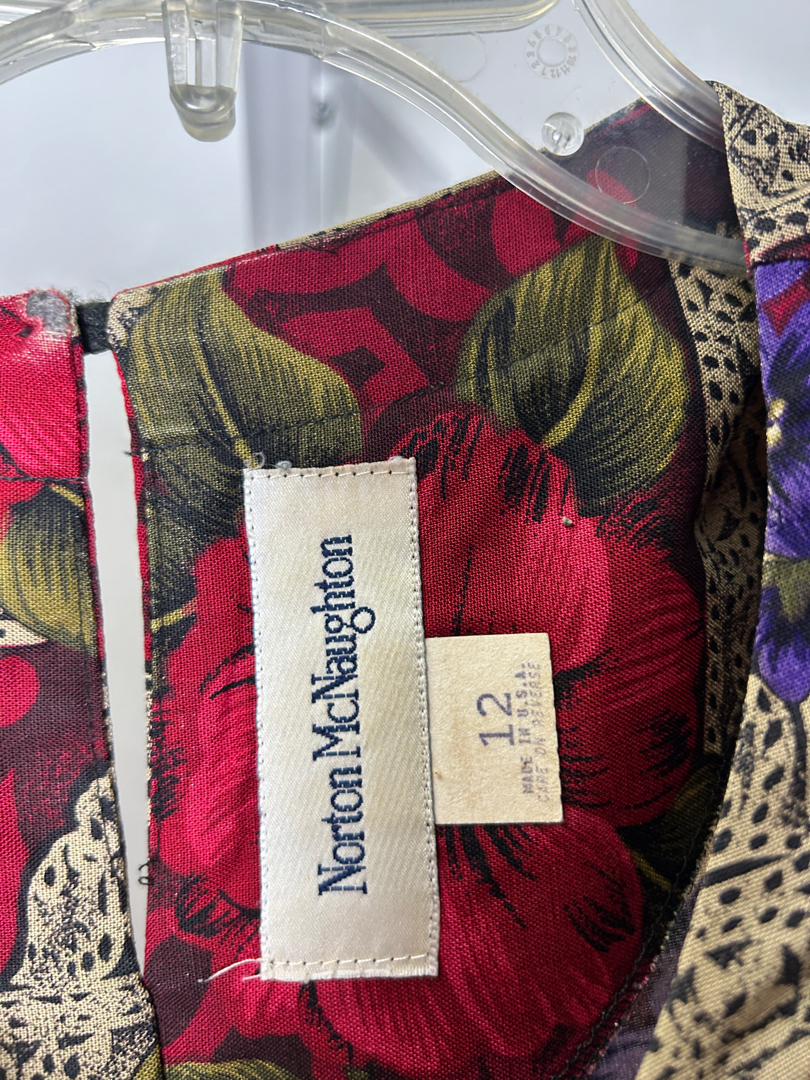 Norton McNaughton
12
MADE IN U.S.A.
CARE ON REVERSE